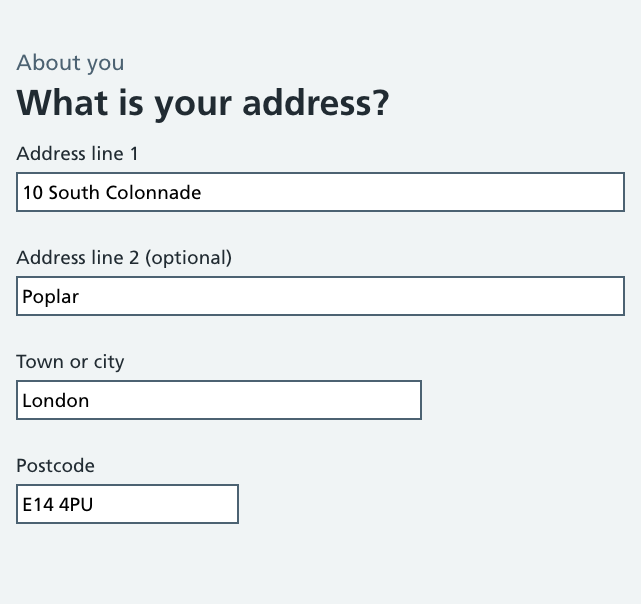 About you
What is your address?
Address line 1
10 South Colonnade
Address line 2 (optional)
Poplar
Town or city
London
Postcode
E14 4PU